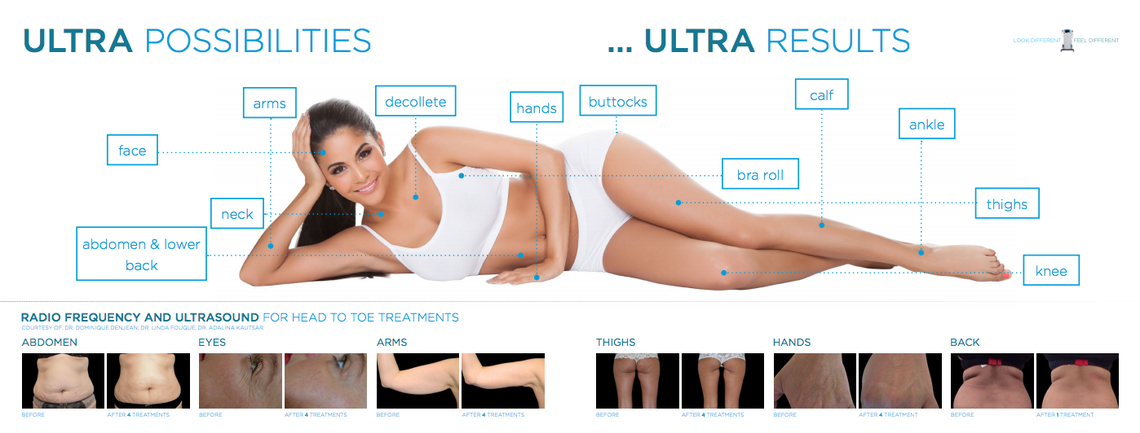 ULTRA POSSIBILITIES
... ULTRA RESULTS
LOOK DIFFERENT FEEL DIFFERENT
arms
decollete
hands
buttocks
calf
ankle
face
bra roll
neck
thighs
abdomen & lower
back
knee
RADIO FREQUENCY AND ULTRASOUND FOR HEAD TO TOE TREATMENTS
COURTESY OF: DR. DOMINIQUE DENJEAN; DR. LINDA FOUQUE; DR. ADALINA KAUTSAR
ABDOMEN
EYES
ARMS
THIGHS
HANDS
BACK
BEFORE
AFTER 4 TREATMENTS
BEFORE
AFTER 4 TREATMENTS
BEFORE
AFTER 4 TREATMENTS
BEFORE
AFTER 4 TREATMENTS
BEFORE
AFTER 4 TREATMENT
BEFORE
AFTER 1 TREATMENT